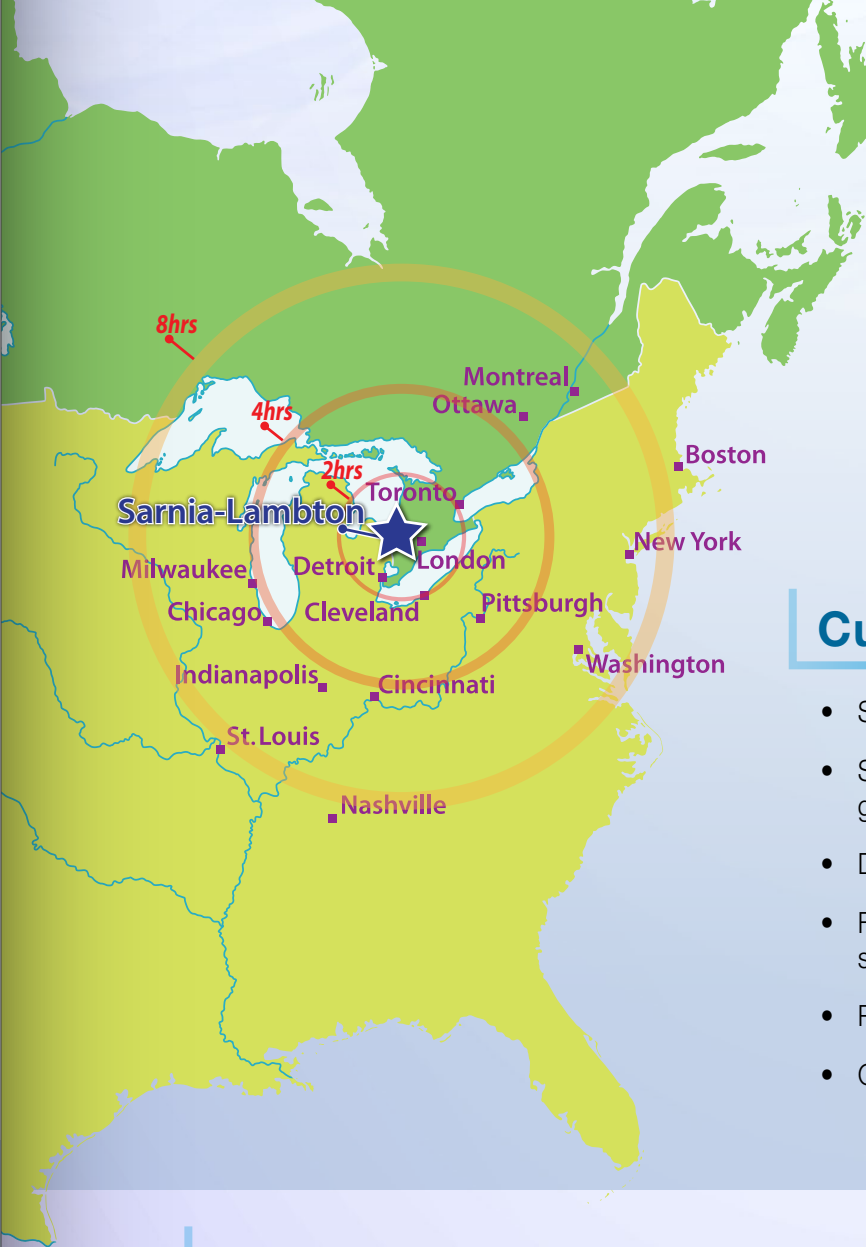 8hrs
Montreal
Ottawa
4hrs
Boston
2hrs
Toronto
Sarnia-Lambton
New York
London
Detroit
Milwaukee
Pittsburgh
Chicago
Cleveland
Washington
Indianapolis
Cincinnati
St.Louis
Nashville